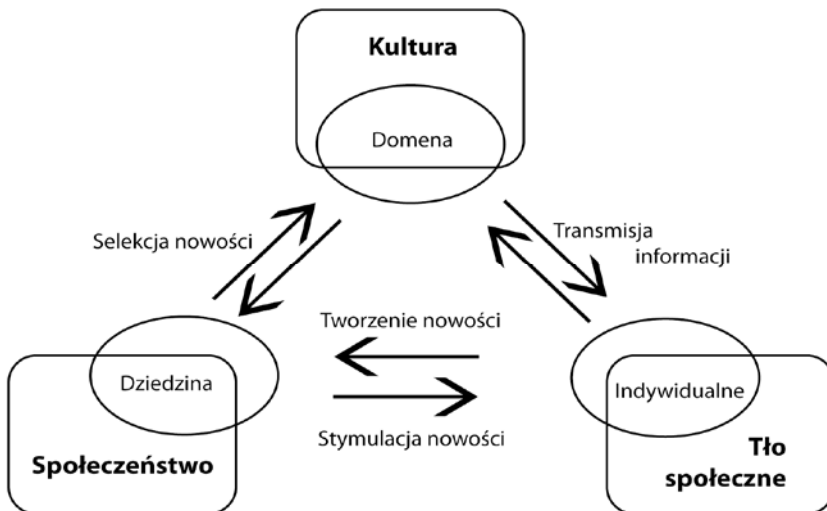 Kultura
Domena
Selekcja nowości
Transmisja
informacji
Tworzenie nowości
Dziedzina
Indywidualne
Stymulacja nowości
Społeczeństwo
Tło
społeczne